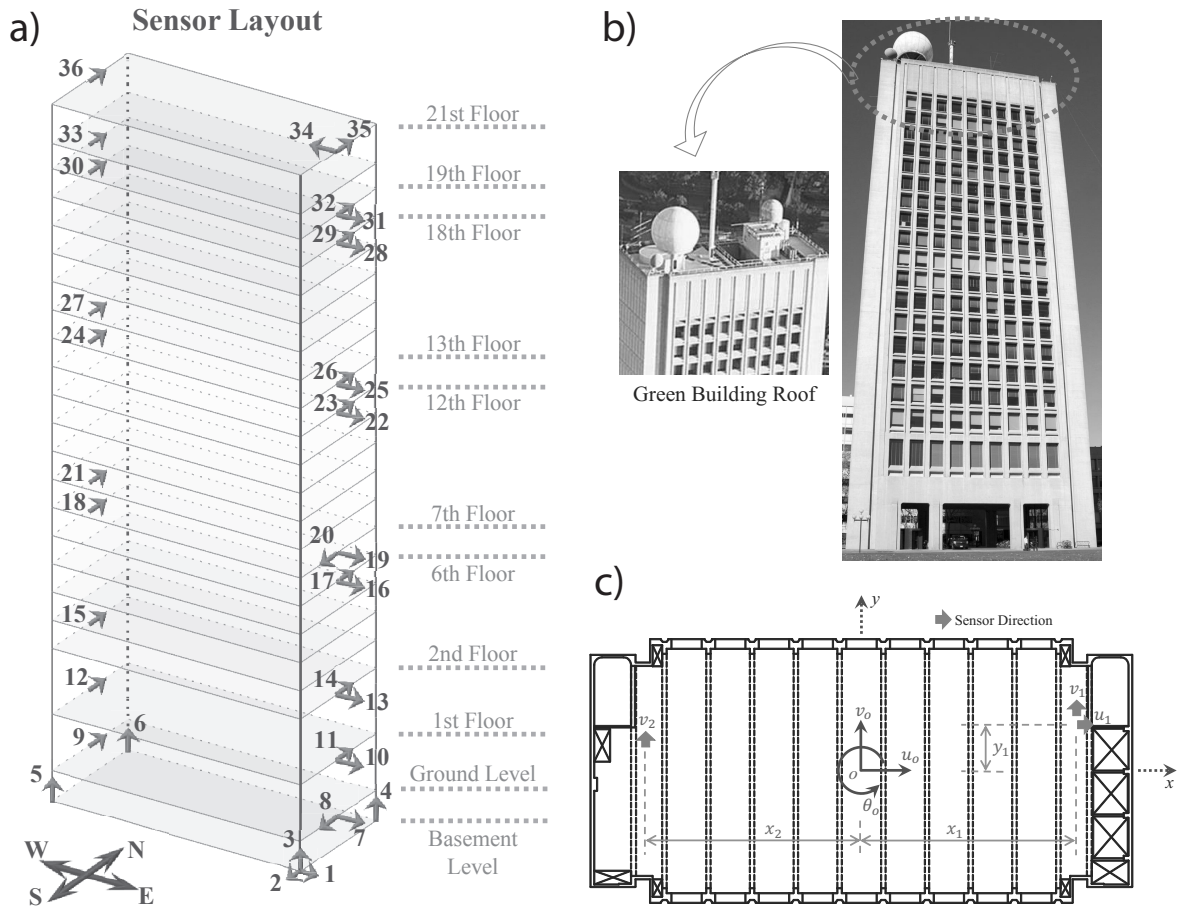 a)
Sensor Layout
36
34
35
21st Floor
33
30
19th Floor
32
31
18th Floor
29
28
27
24
13th Floor
26
25
12th Floor
23
22
21
18
7th Floor
20
19
6th Floor
17
16
15
2nd Floor
14
13
12
1st Floor
11
10
9
6
Ground Level
5
4
8
7
3
Basement
Level
2
1
W
N
S
E
b)
Green Building Roof
c)
y
Sensor Direction
v₂
vₒ
v₁
u₁
y₁
o
uₒ
θₒ
x
x₂
x₁